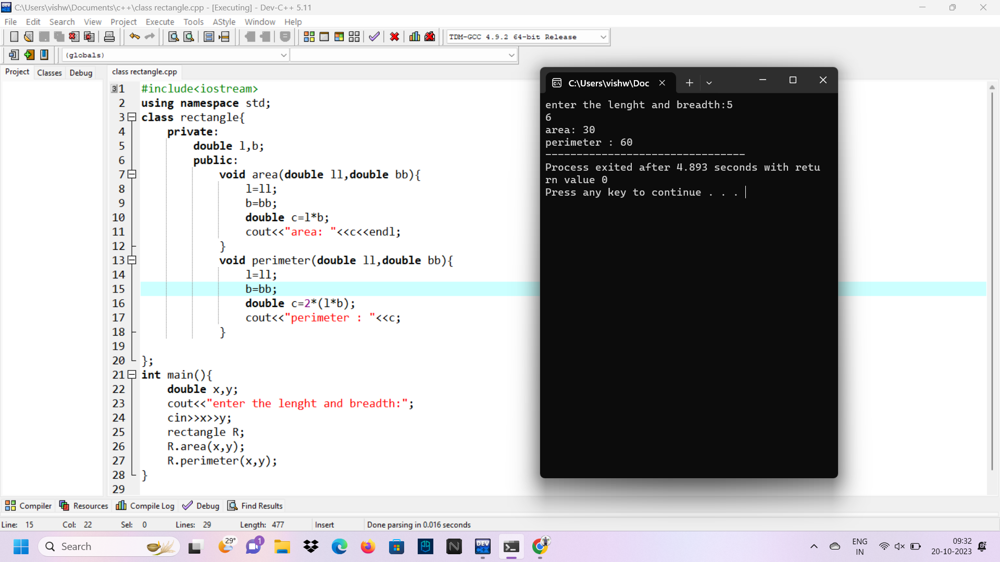 C:\Users\vishw\Documents\c++\class rectangle.cpp - [Executing] - Dev-C++ 5.11
File Edit Search View Project Execute Tools AStyle Window Help
TDM-GCC 4.9.2 64-bit Release
(globals)
Project Classes Debug
class rectangle.cpp
1 #include<iostream>
2 using namespace std;
3 class rectangle{
4 private:
5 double l,b;
6 public:
7 void area(double ll,double bb){
8 l=ll;
9 b=bb;
10 double c=l*b;
11 cout<<"area: "<<c<<endl;
12 }
13 void perimeter(double ll,double bb){
14 l=ll;
15 b=bb;
16 double c=2*(l*b);
17 cout<<"perimeter : "<<c;
18 }
19
20 };
21 int main(){
22 double x,y;
23 cout<<"enter the lenght and breadth:";
24 cin>>x>>y;
25 rectangle R;
26 R.area(x,y);
27 R.perimeter(x,y);
28 }
29
C:\Users\vishw\Doc
enter the lenght and breadth:5
6
area: 30
perimeter : 60
--------------------------------
Process exited after 4.893 seconds with retu
rn value 0
Press any key to continue . . .
Compiler Resources Compile Log Debug Find Results
Line: 15 Col: 22 Sel: 0 Lines: 29 Length: 477 Insert Done parsing in 0.016 seconds
Search
29°
1
DEV
ENG
IN
09:32
20-10-2023